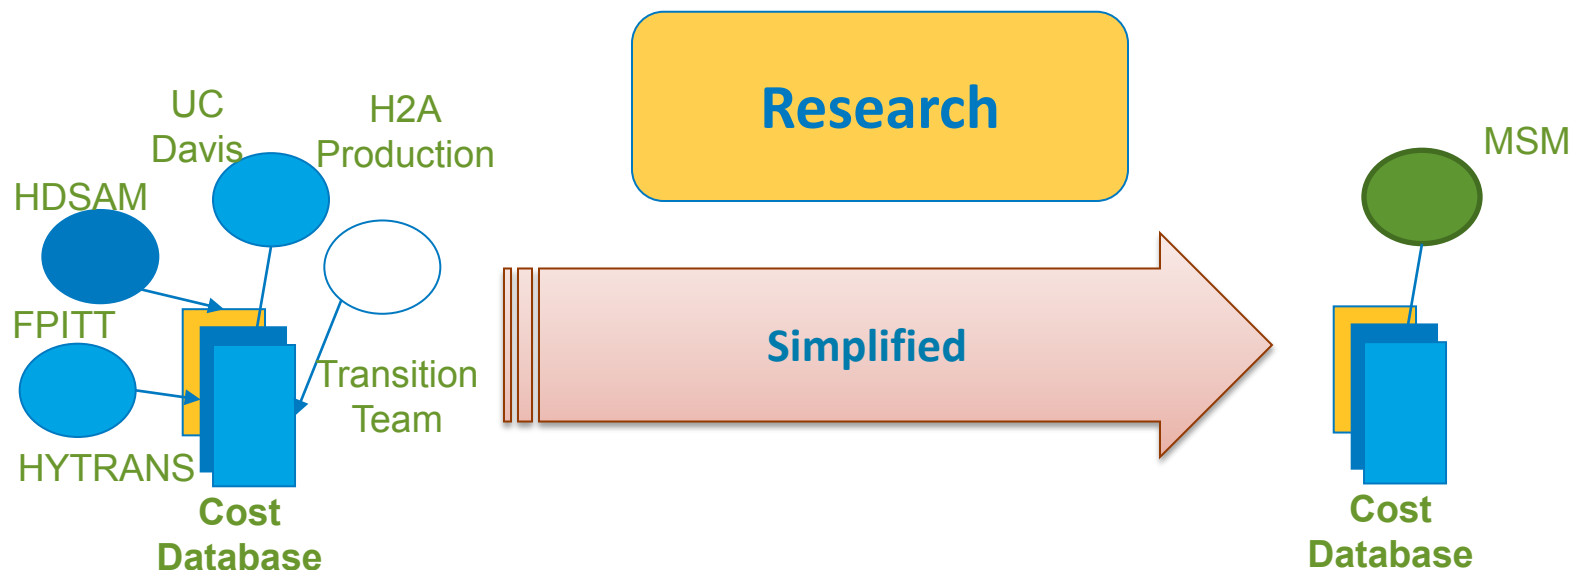 UC
Davis
H2A
Production
HDSAM
FPITT
HYTRANS
Transition
Team
Cost
Database
Research
Simplified
MSM
Cost
Database